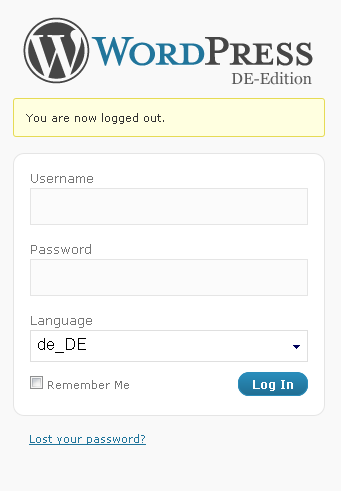 WordPress
DE-Edition
You are now logged out.
Username
Password
Language
de_DE
Remember Me
Log In
Lost your password?